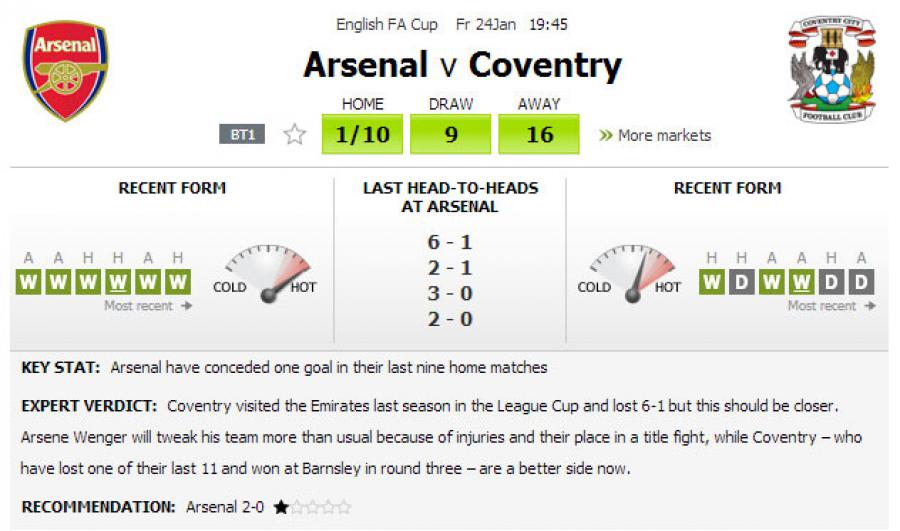 English FA Cup Fr 24Jan 19:45
Arsenal
COVENTRY CITY
FOOTBALL CLUB
Arsenal v Coventry
HOME DRAW AWAY
BT1 1/10 9 16 » More markets
RECENT FORM
LAST HEAD-TO-HEADS
AT ARSENAL
RECENT FORM
A A H H A H
W W W W W W
Most recent
COLD HOT
6 - 1
2 - 1
3 - 0
2 - 0
COLD HOT
H H A A H A
W D W W D D
Most recent
KEY STAT: Arsenal have conceded one goal in their last nine home matches
EXPERT VERDICT: Coventry visited the Emirates last season in the League Cup and lost 6-1 but this should be closer.
Arsene Wenger will tweak his team more than usual because of injuries and their place in a title fight, while Coventry – who
have lost one of their last 11 and won at Barnsley in round three – are a better side now.
RECOMMENDATION: Arsenal 2-0